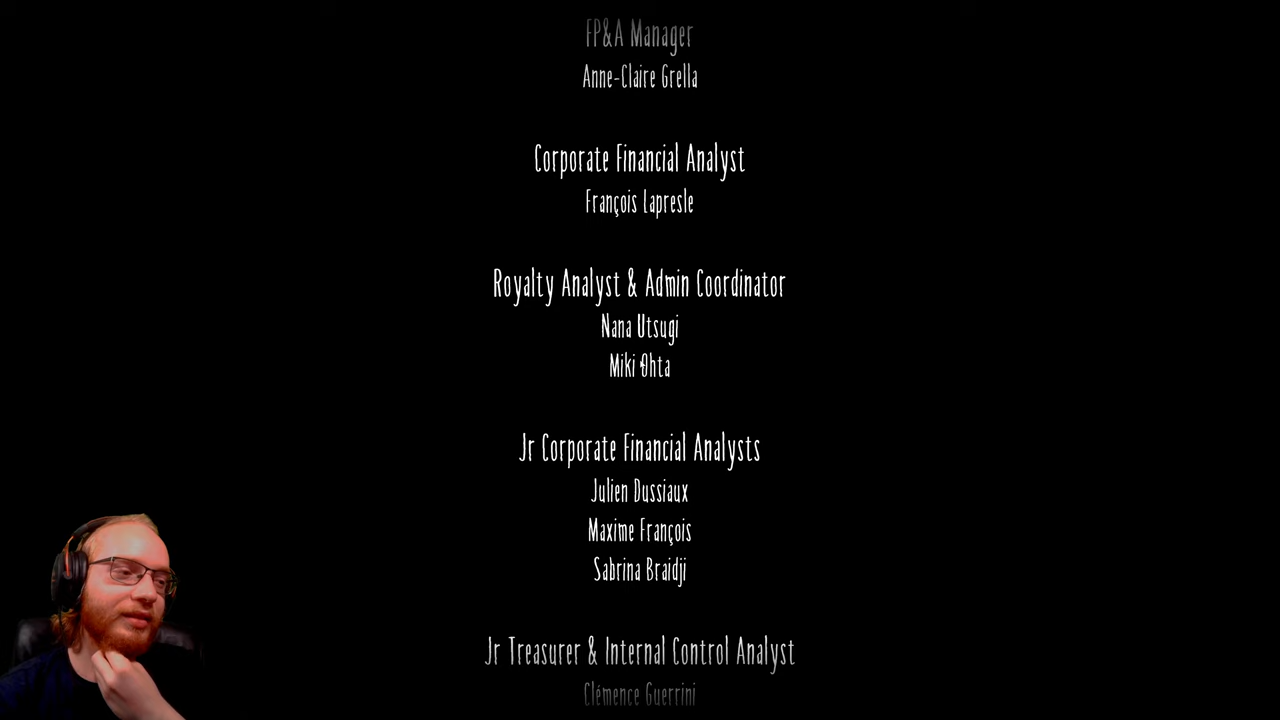 FP&A Manager
Anne-Claire Grella
Corporate Financial Analyst
François Lapresle
Royalty Analyst & Admin Coordinator
Nana Utsugi
Miki Ohta
Jr Corporate Financial Analysts
Julien Dussiaux
Maxime François
Sabrina Braidji
Jr Treasurer & Internal Control Analyst
Clémence Guerrini